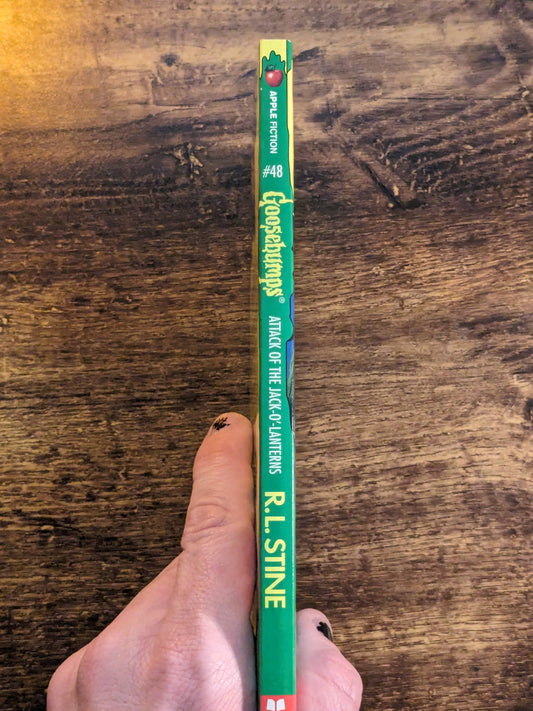 APPLE FICTION
#48
Goosebumps®
ATTACK OF THE JACK-O'-LANTERNS
R.L. STINE